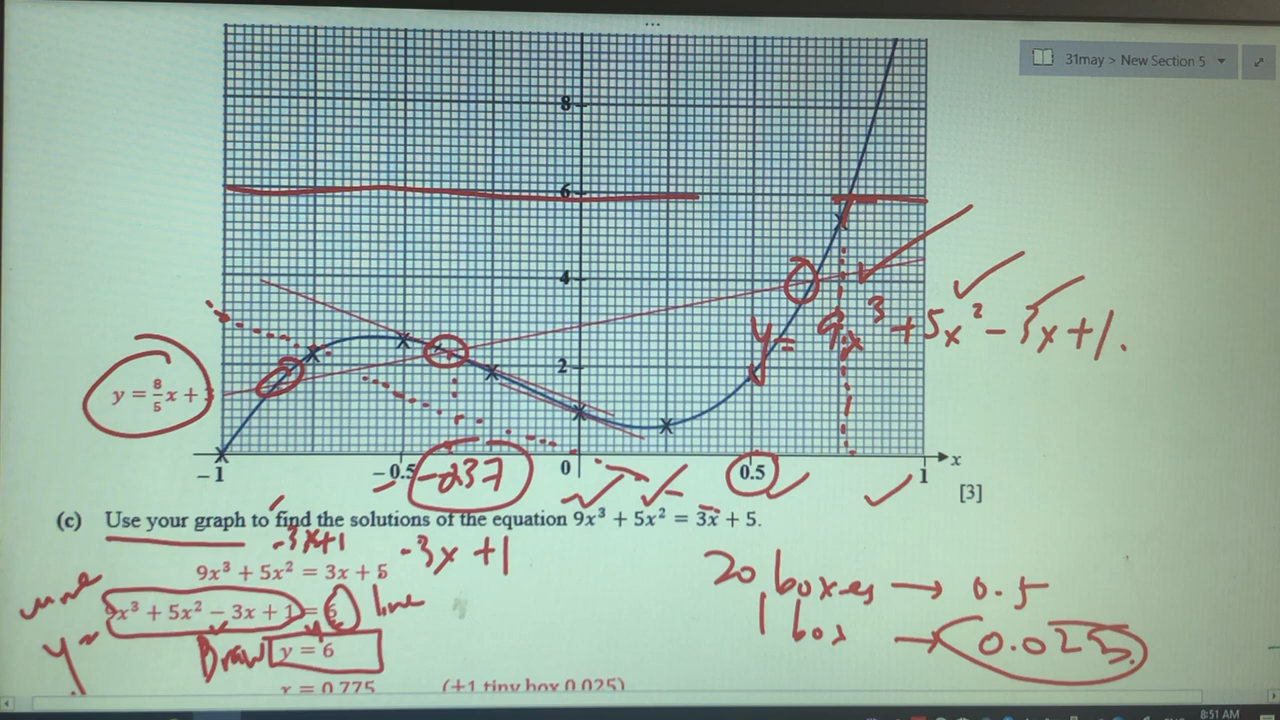 ...
31may > New Section 5
8
6
4
y = 9x³ + 5x² - 3x + 1.
2
y = 8/5 x +
-1
-0.5
-0.37
0
0.5
1
x
[3]
(c) Use your graph to find the solutions of the equation 9x³ + 5x² = 3x + 5.
-3x+1
-3x +1
9x³ + 5x² = 3x + 5
x³ + 5x² − 3x + 1 = 6
line
y =
Draw y = 6
20 boxes → 0.5
1 box → 0.025
x = 0.775 (±1 tiny box 0.025)
8:51 AM